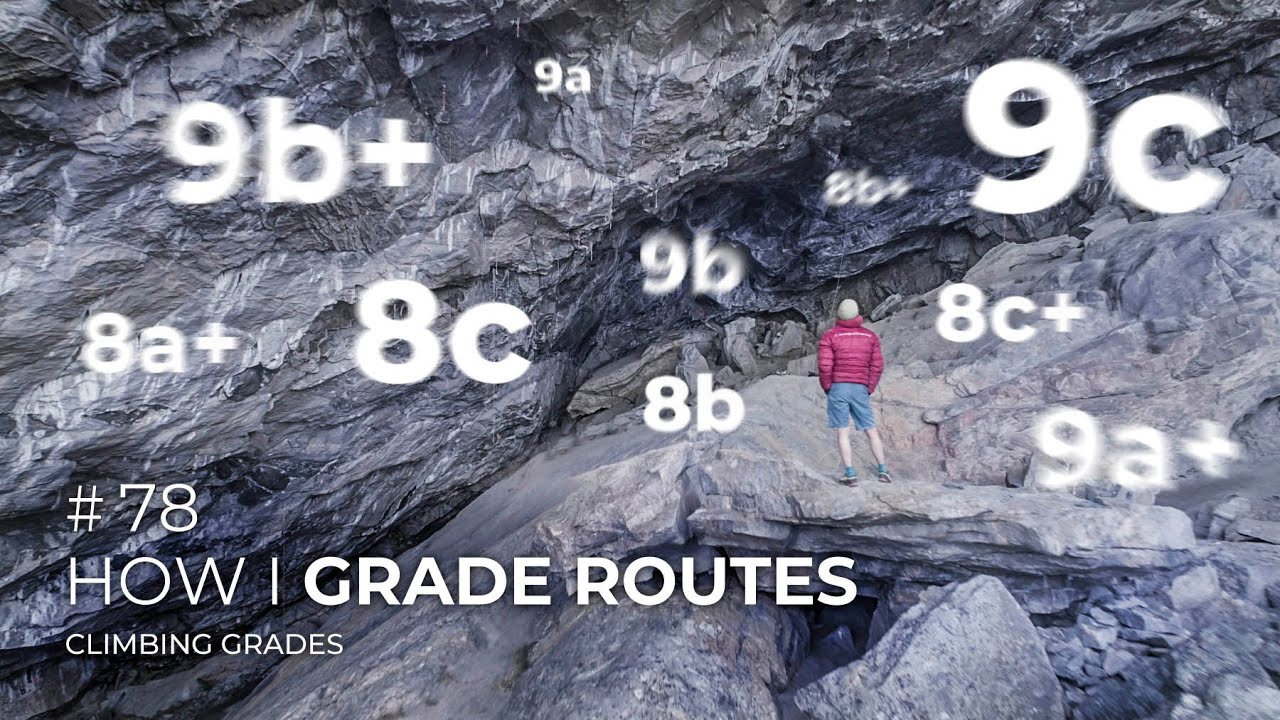 9a
9b+
9c
8b+
9b
8a+
8c
8c+
8b
9a+
# 78
HOW I GRADE ROUTES
CLIMBING GRADES